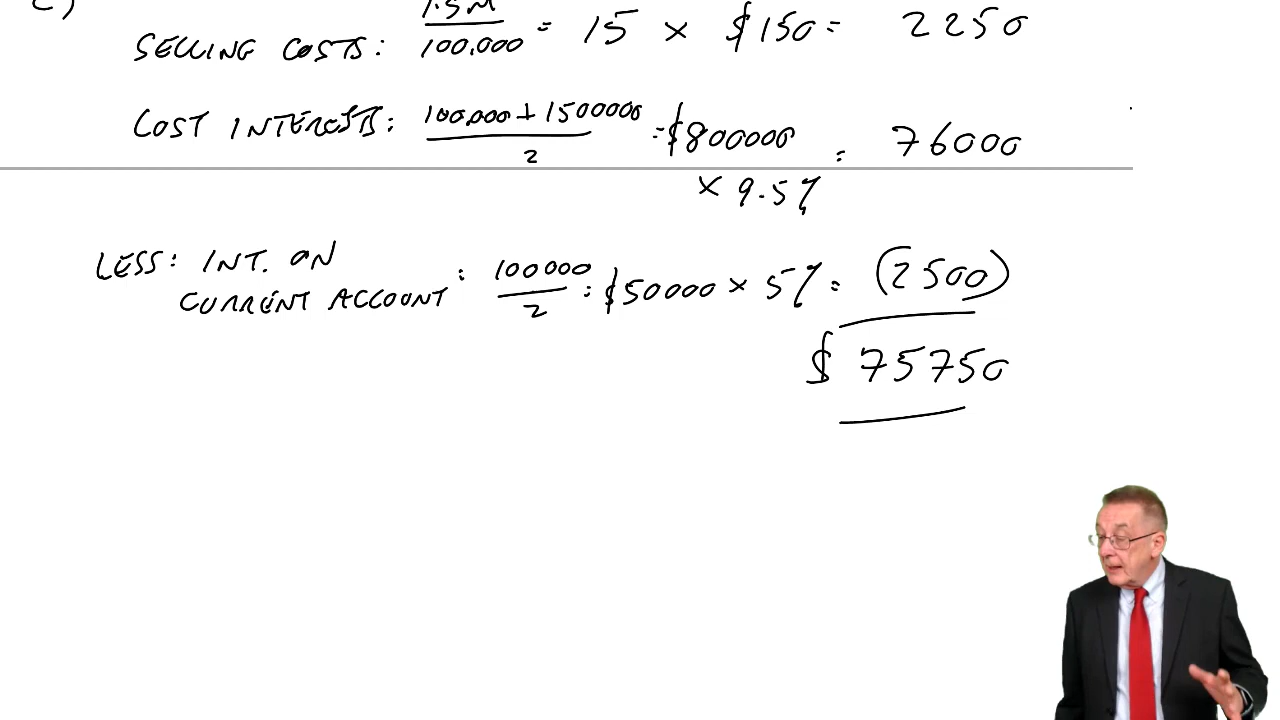 c)
SELLING COSTS: 1.5M / 100,000 = 15 × $150 = 2250
COST INTERESTS: 100,000 + 1500000 / 2 = $800000 × 9.5% = 76000
LESS: INT. ON
CURRENT ACCOUNT : 100000 / 2 = $50000 × 5% = (2500)
$ 75750